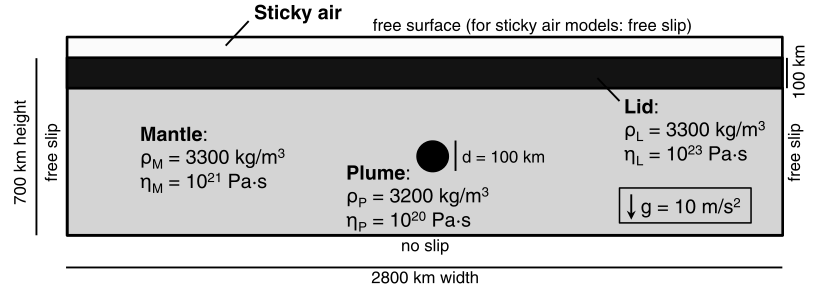 Sticky air
free surface (for sticky air models: free slip)
700 km height
free slip
100 km
Lid:
ρL = 3300 kg/m³
ηL = 10²³ Pa·s
Mantle:
ρM = 3300 kg/m³
ηM = 10²¹ Pa·s
d = 100 km
Plume:
ρP = 3200 kg/m³
ηP = 10²⁰ Pa·s
free slip
g = 10 m/s²
no slip
2800 km width